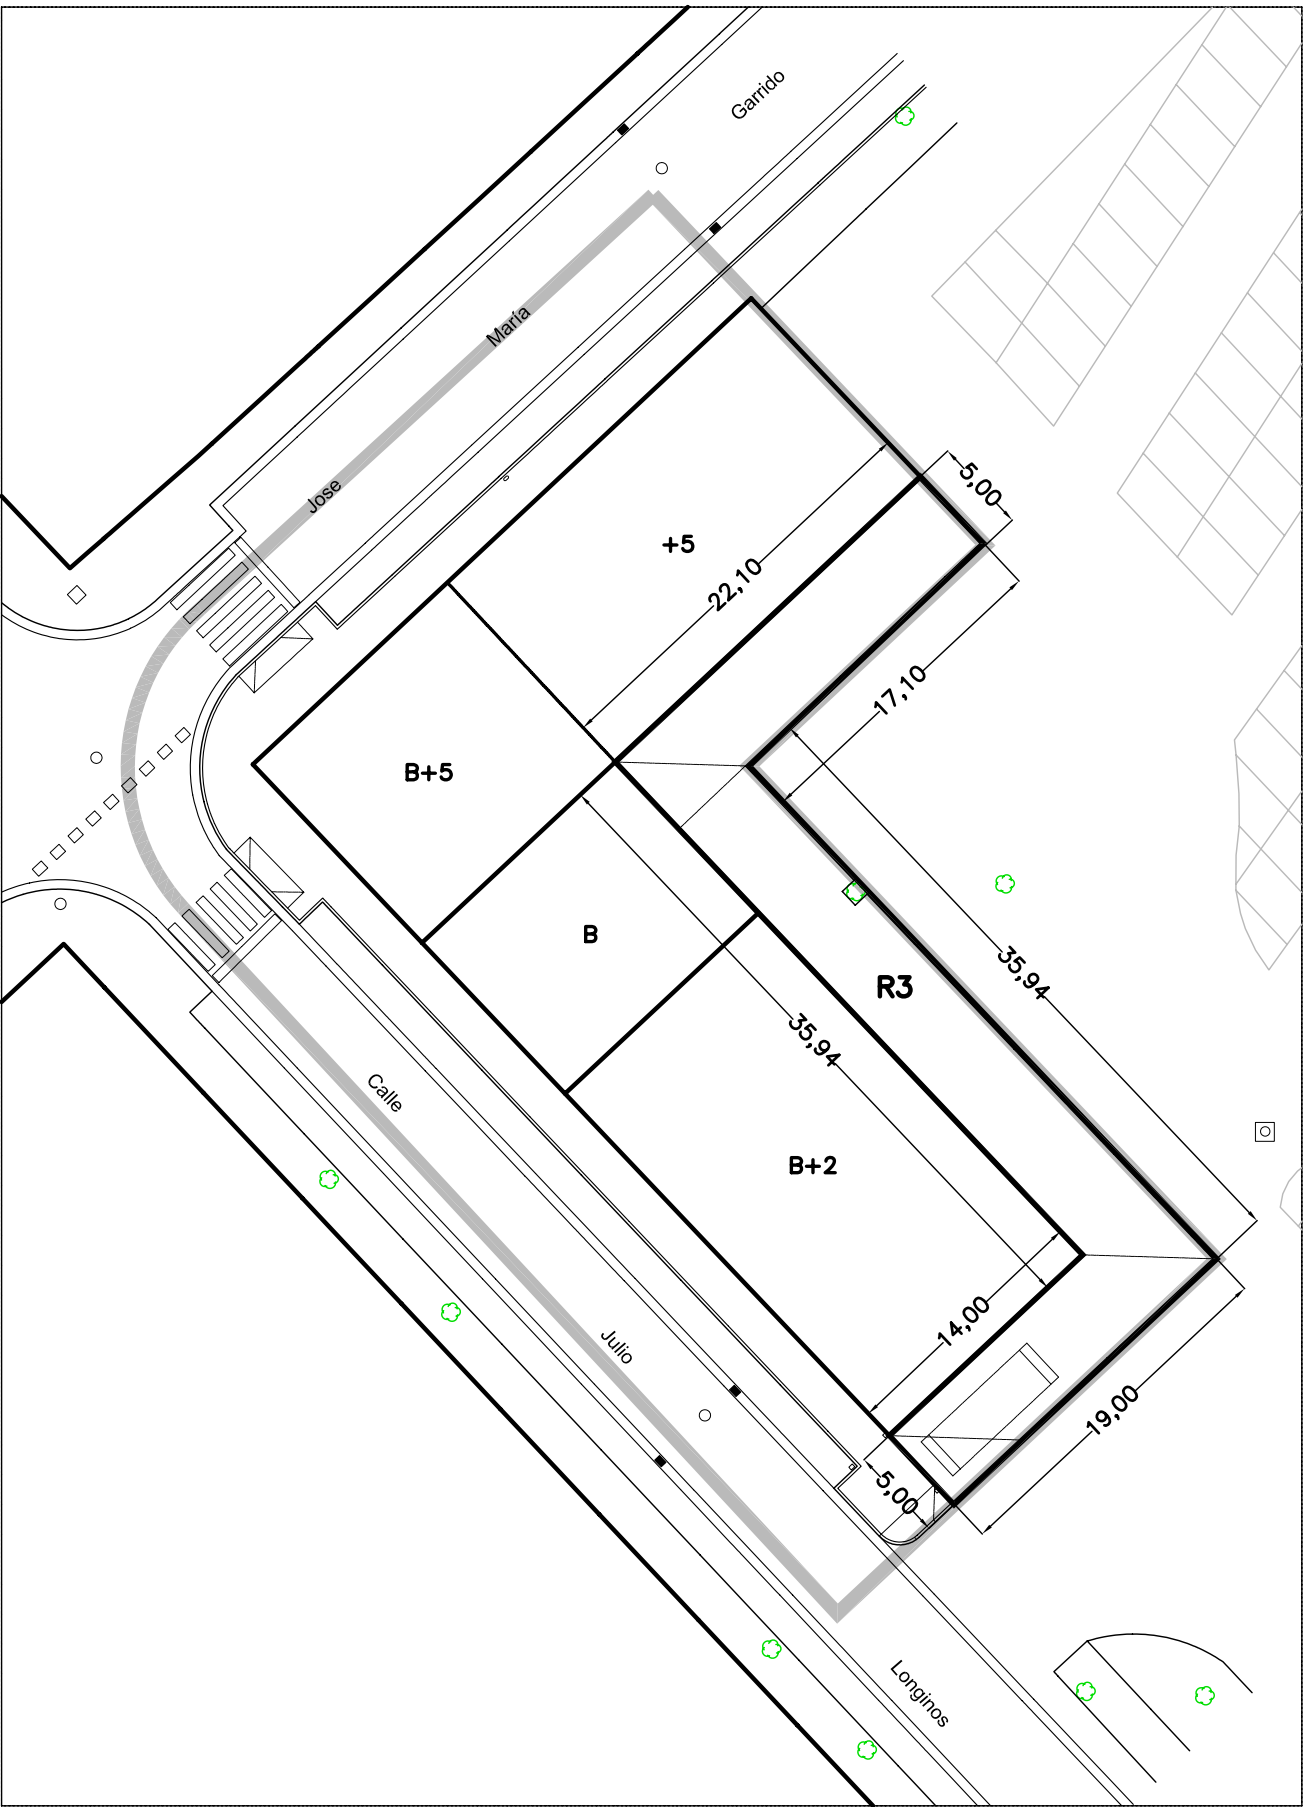 Garrido
María
Jose
5,00
+5
22,10
17,10
B+5
B
35,94
R3
35,94
Calle
B+2
14,00
Julio
19,00
5,00
Longinos